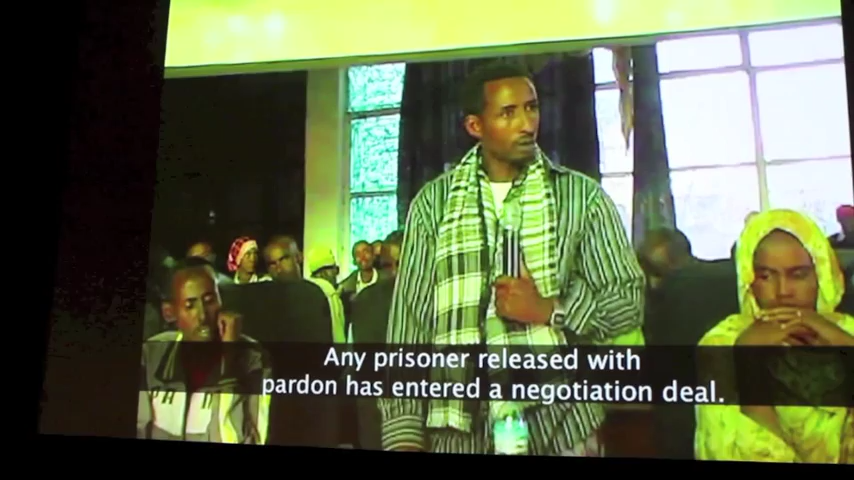 Any prisoner released with
pardon has entered a negotiation deal.